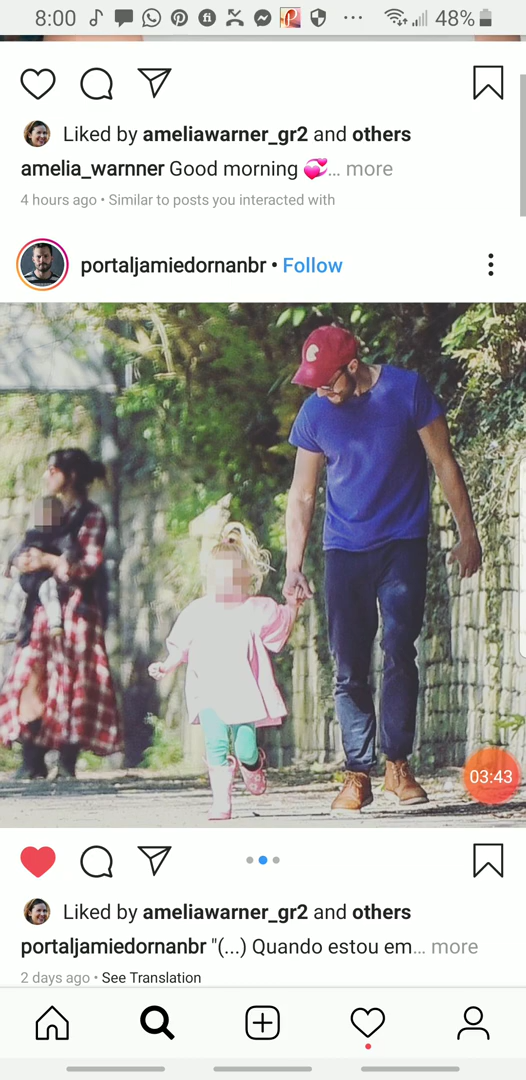 8:00 48%
Liked by ameliawarner_gr2 and others
amelia_warnner Good morning 💞... more
4 hours ago • Similar to posts you interacted with
portaljamiedornanbr • Follow
03:43
Liked by ameliawarner_gr2 and others
portaljamiedornanbr "(...) Quando estou em... more
2 days ago • See Translation